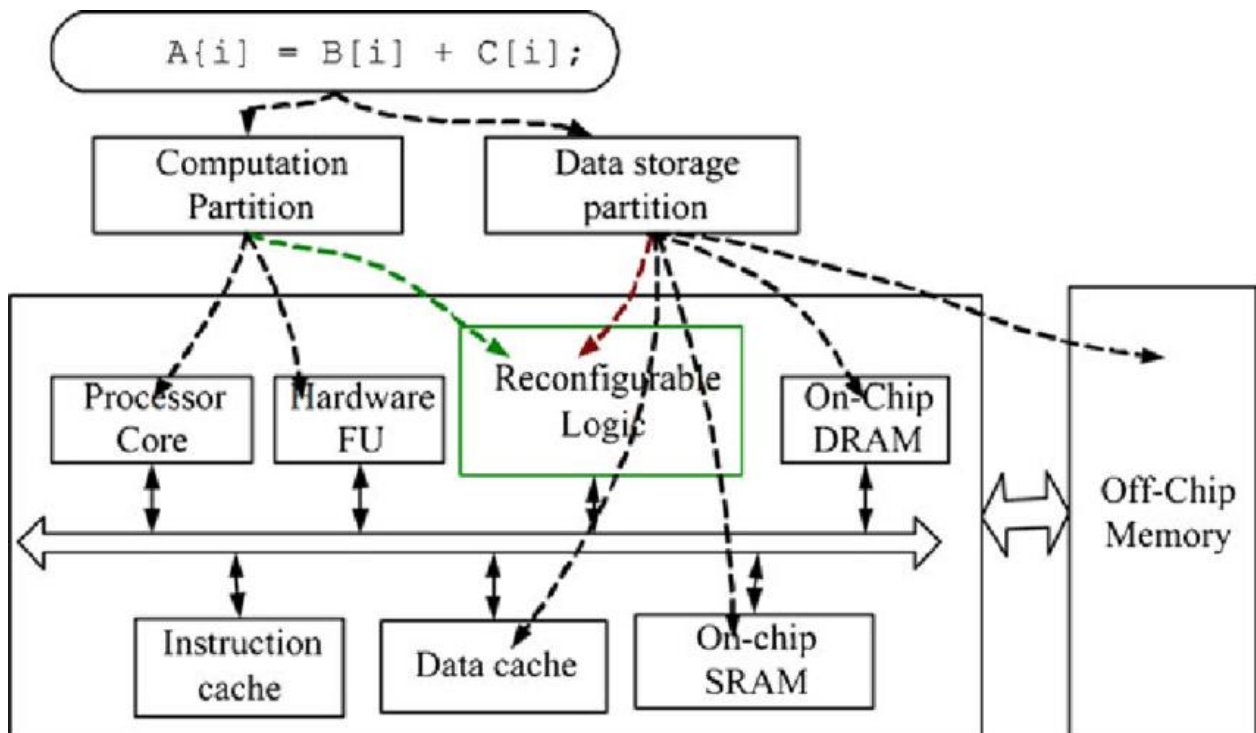 A{i] = B[i] + C[i];
Computation
Partition
Data storage
partition
Processor
Core
Hardware
FU
Reconfigurable
Logic
On-Chip
DRAM
Off-Chip
Memory
Instruction
cache
Data cache
On-chip
SRAM